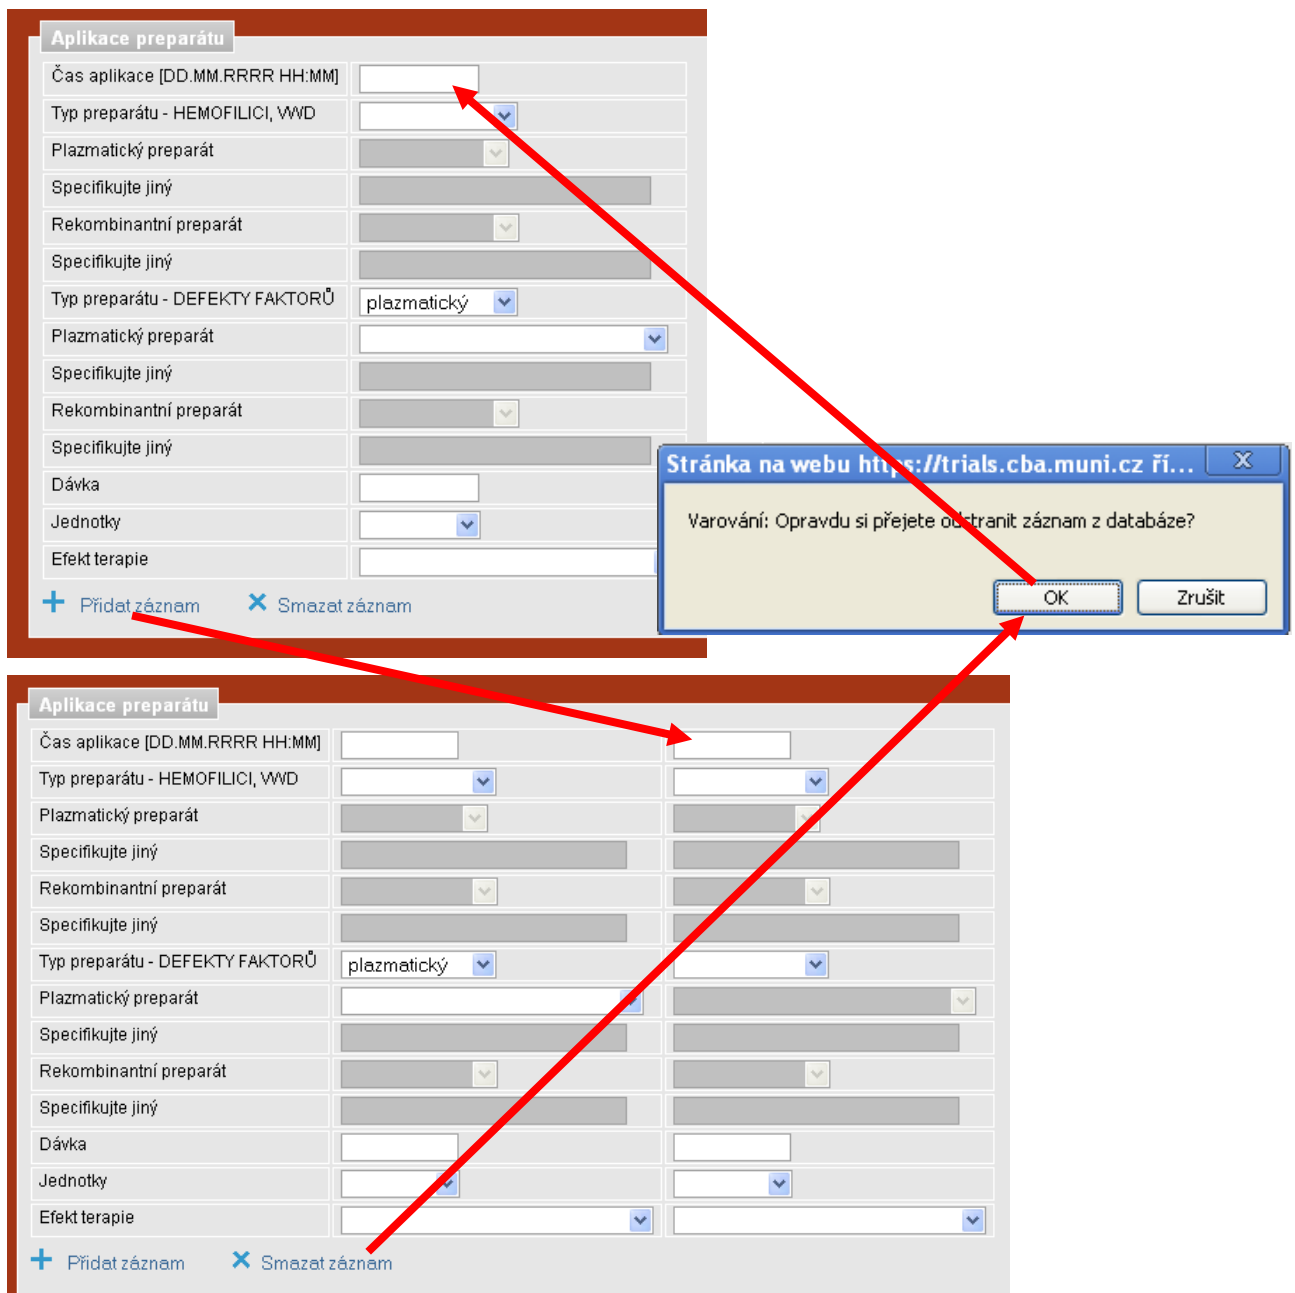 Aplikace preparátu
Čas aplikace [DD.MM.RRRR HH:MM]
Typ preparátu - HEMOFILICI, VWD
Plazmatický preparát
Specifikujte jiný
Rekombinantní preparát
Specifikujte jiný
Typ preparátu - DEFEKTY FAKTORŮ plazmatický
Plazmatický preparát
Specifikujte jiný
Rekombinantní preparát
Specifikujte jiný
Dávka
Jednotky
Efekt terapie
Přidat záznam Smazat záznam
Stránka na webu https://trials.cba.muni.cz ří...
Varování: Opravdu si přejete odstranit záznam z databáze?
OK Zrušit
Aplikace preparátu
Čas aplikace [DD.MM.RRRR HH:MM]
Typ preparátu - HEMOFILICI, VWD
Plazmatický preparát
Specifikujte jiný
Rekombinantní preparát
Specifikujte jiný
Typ preparátu - DEFEKTY FAKTORŮ plazmatický
Plazmatický preparát
Specifikujte jiný
Rekombinantní preparát
Specifikujte jiný
Dávka
Jednotky
Efekt terapie
Přidat záznam Smazat záznam